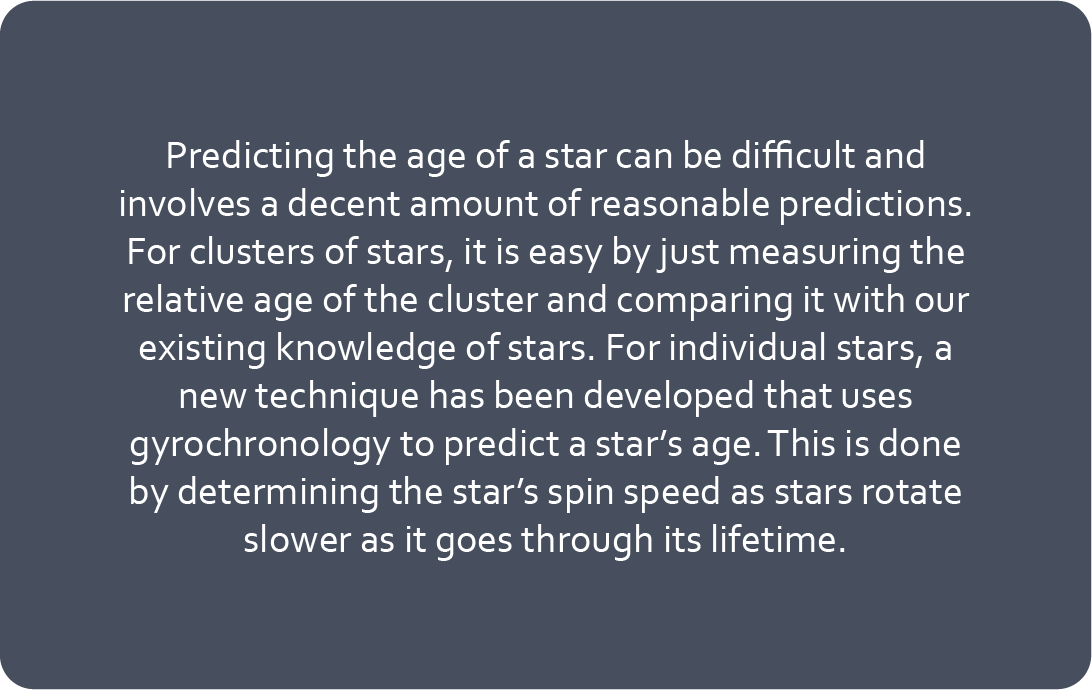 Predicting the age of a star can be difficult and
involves a decent amount of reasonable predictions.
For clusters of stars, it is easy by just measuring the
relative age of the cluster and comparing it with our
existing knowledge of stars. For individual stars, a
new technique has been developed that uses
gyrochronology to predict a star’s age. This is done
by determining the star’s spin speed as stars rotate
slower as it goes through its lifetime.